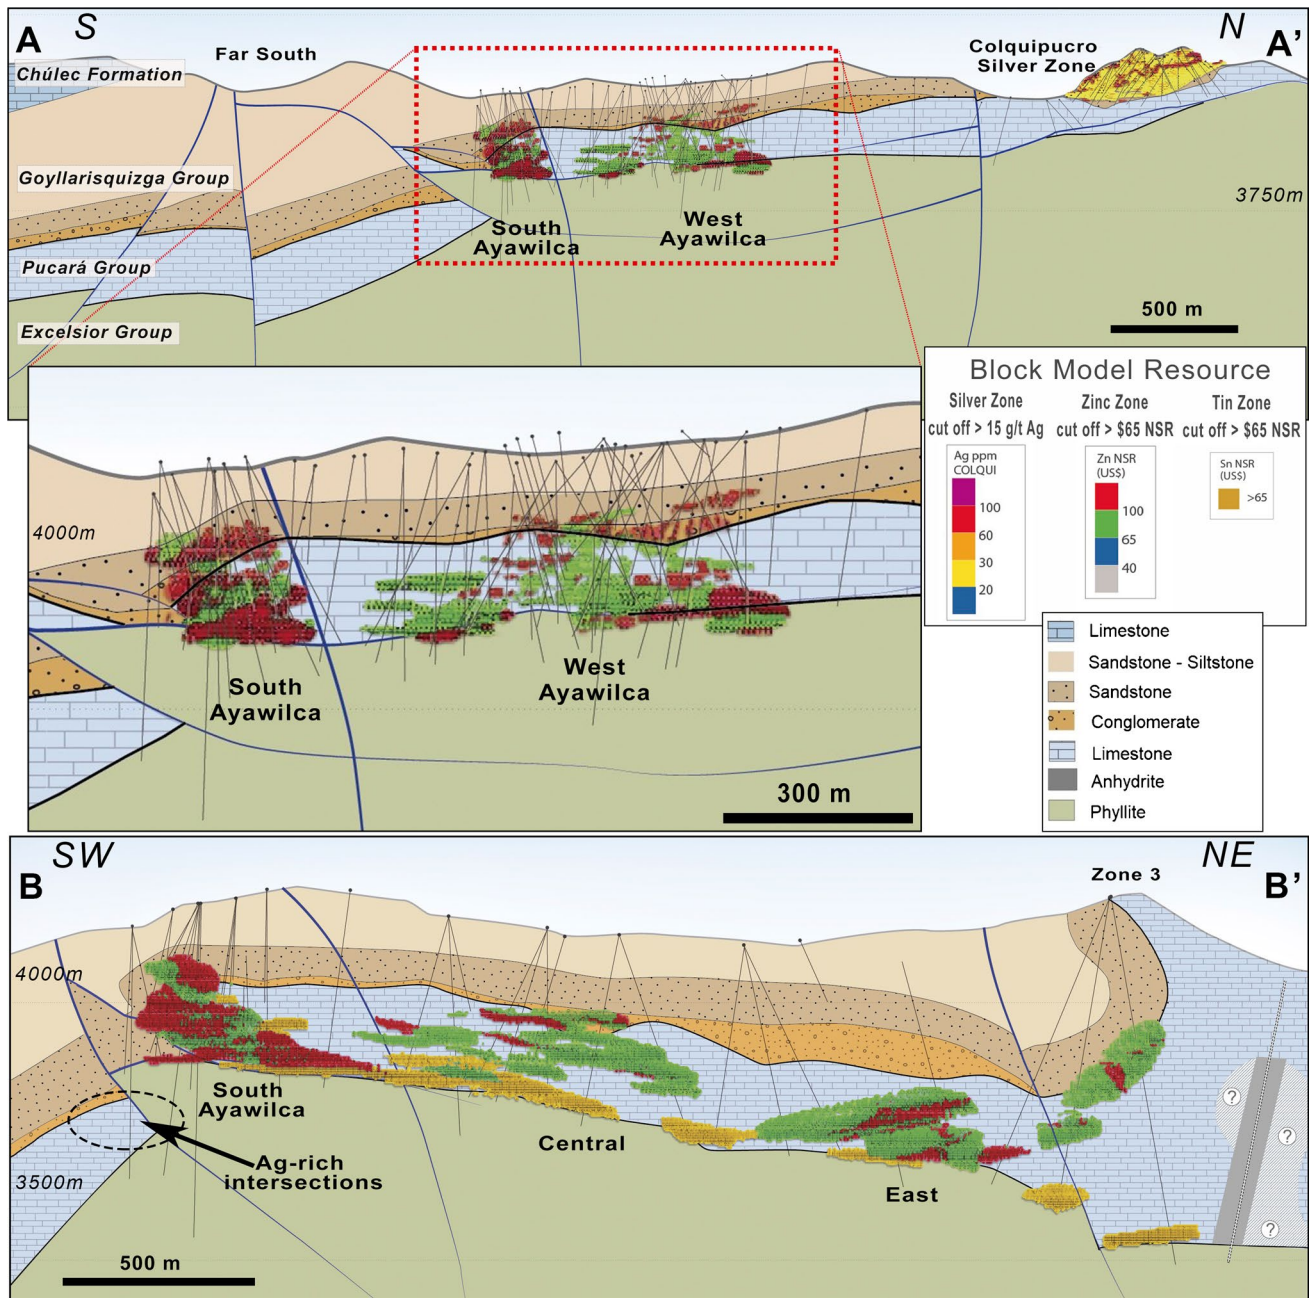 A
S
N
A’
Far South
Colquipucro
Silver Zone
Chúlec Formation
Goyllarisquizga Group
Pucará Group
Excelsior Group
South
Ayawilca
West
Ayawilca
3750m
500 m
Block Model Resource
Silver Zone
cut off > 15 g/t Ag
Zinc Zone
cut off > $65 NSR
Tin Zone
cut off > $65 NSR
Ag ppm
COLQUI
100
60
30
20
Zn NSR
(US$)
100
65
40
Sn NSR
(US$)
>65
4000m
South
Ayawilca
West
Ayawilca
300 m
Limestone
Sandstone - Siltstone
Sandstone
Conglomerate
Limestone
Anhydrite
Phyllite
SW
NE
B
B’
Zone 3
4000m
South
Ayawilca
Ag-rich
intersections
3500m
Central
East
?
?
?
500 m